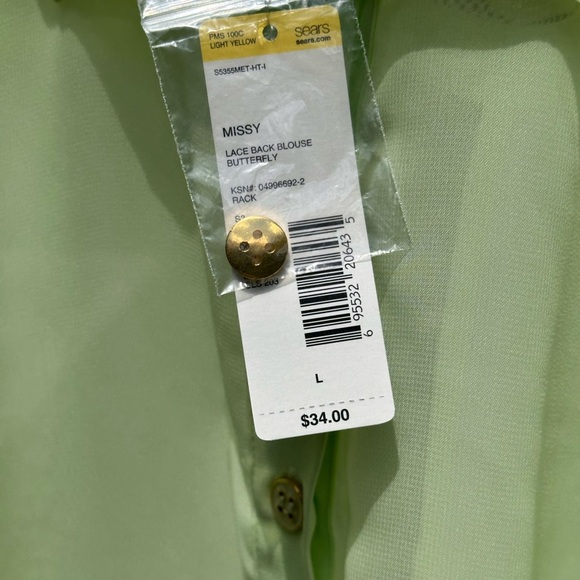 PMS 100C
LIGHT YELLOW
sears
sears.com
S5355MET-HT-I
MISSY
LACE BACK BLOUSE
BUTTERFLY
KSN#: 04996692-2
RACK
203
6 95532 20643 5
L
$34.00